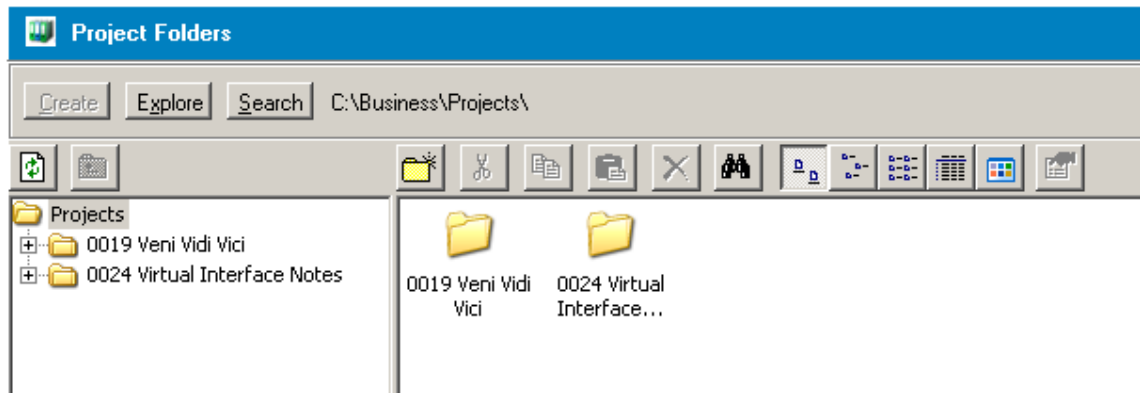 Project Folders
Create Explore Search C:\Business\Projects\
Projects
0019 Veni Vidi Vici
0024 Virtual Interface Notes
0019 Veni Vidi
Vici
0024 Virtual
Interface...